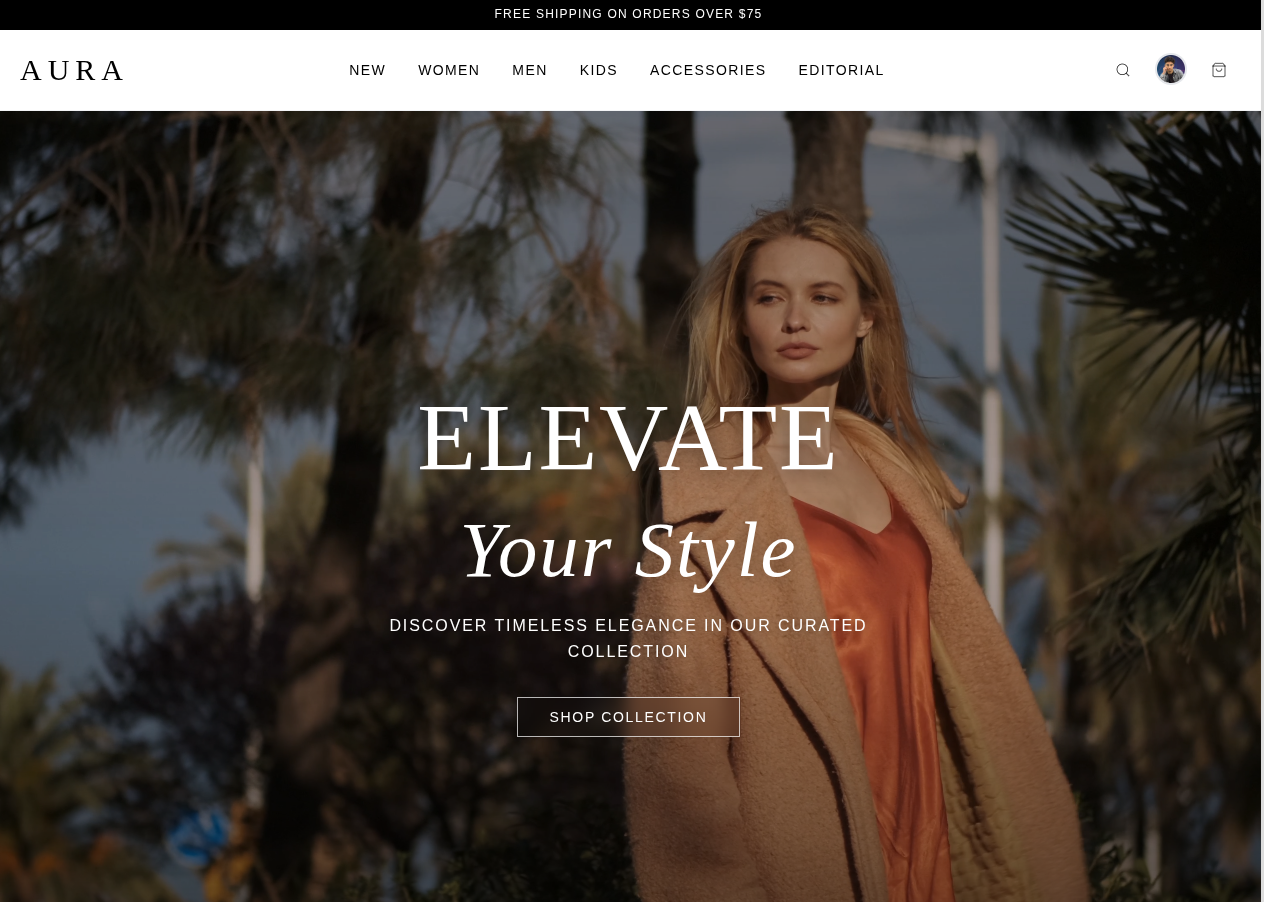 FREE SHIPPING ON ORDERS OVER $75
AURA
NEW WOMEN MEN KIDS ACCESSORIES EDITORIAL
ELEVATE
Your Style
DISCOVER TIMELESS ELEGANCE IN OUR CURATED
COLLECTION
SHOP COLLECTION